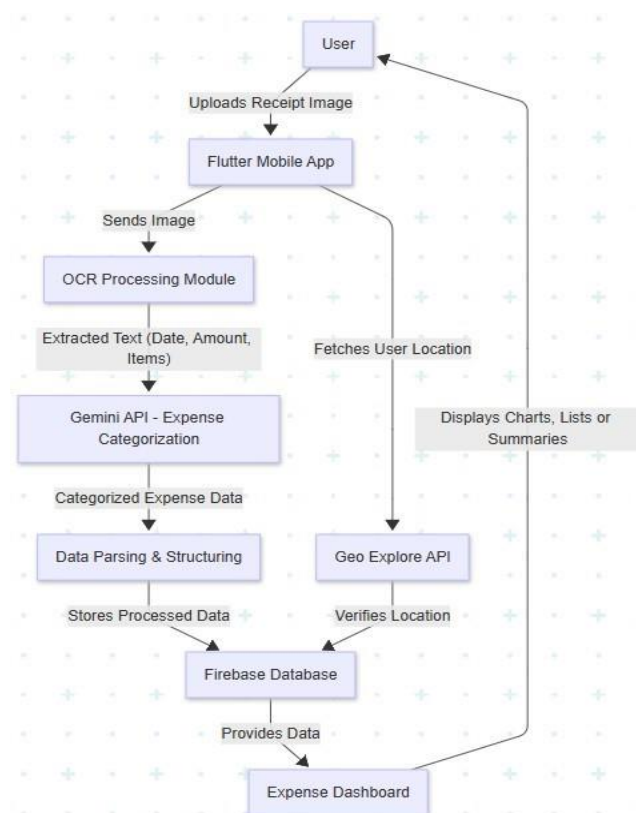 User
Uploads Receipt Image
Flutter Mobile App
Sends Image
OCR Processing Module
Extracted Text (Date, Amount,
Items)
Fetches User Location
Gemini API - Expense
Categorization
Displays Charts, Lists or
Summaries
Categorized Expense Data
Data Parsing & Structuring
Geo Explore API
Stores Processed Data
Verifies Location
Firebase Database
Provides Data
Expense Dashboard